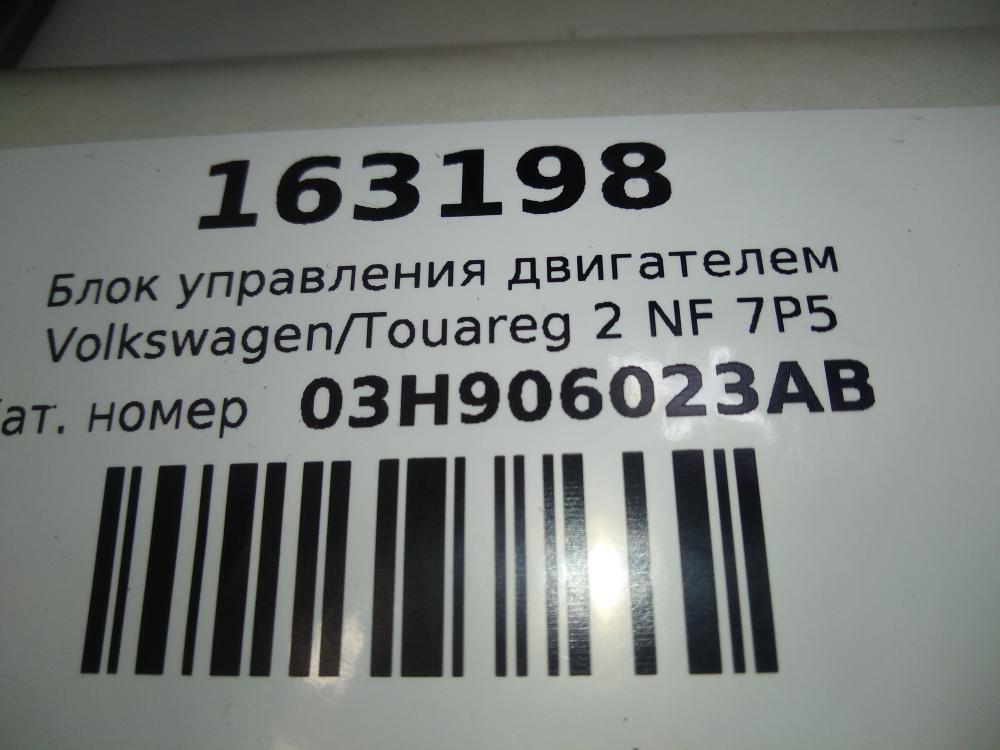 163198
Блок управления двигателем
Volkswagen/Touareg 2 NF 7P5
ат. номер 03H906023AB